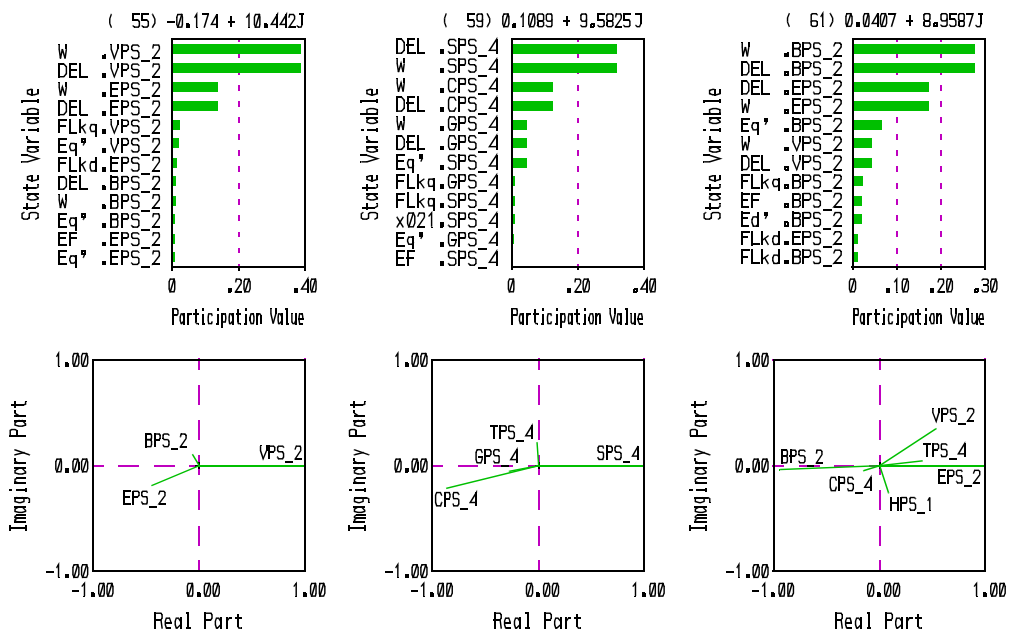 (  55) -0.174 + 10.442J
State Variable
W    .VPS_2
DEL  .VPS_2
W    .EPS_2
DEL  .EPS_2
FLkq.VPS_2
Eq'  .VPS_2
FLkd.EPS_2
DEL  .BPS_2
W    .BPS_2
Eq'  .BPS_2
EF   .EPS_2
Eq'  .EPS_2
0 .20 .40
Participation Value
(  59) 0.1089 + 9.5825J
State Variable
DEL  .SPS_4
W    .SPS_4
W    .CPS_4
DEL  .CPS_4
W    .GPS_4
DEL  .GPS_4
Eq'  .SPS_4
FLkq.GPS_4
FLkq.SPS_4
x021.SPS_4
Eq'  .GPS_4
EF   .SPS_4
0 .20 .40
Participation Value
(  61) 0.0407 + 8.9587J
State Variable
W    .BPS_2
DEL  .BPS_2
DEL  .EPS_2
W    .EPS_2
Eq'  .BPS_2
W    .VPS_2
DEL  .VPS_2
FLkq.BPS_2
EF   .BPS_2
Ed'  .BPS_2
FLkd.EPS_2
FLkd.BPS_2
0 .10 .20 .30
Participation Value
Imaginary Part
1.00
0.00
-1.00
BPS_2
VPS_2
EPS_2
-1.00 0.00 1.00
Real Part
Imaginary Part
1.00
0.00
-1.00
TPS_4
GPS_4
SPS_4
CPS_4
-1.00 0.00 1.00
Real Part
Imaginary Part
1.00
0.00
-1.00
VPS_2
BPS_2
TPS_4
CPS_4
EPS_2
HPS_1
-1.00 0.00 1.00
Real Part